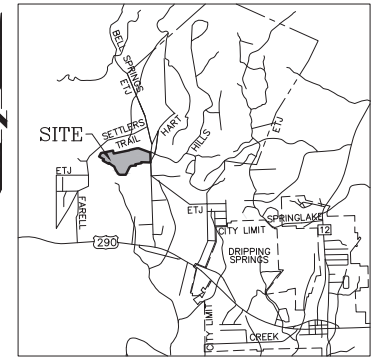 BELL SPRINGS
ETJ
SETTLERS
TRAIL
HART
HILLS
SITE
ETJ
ETJ
FARELL
ETJ
CITY LIMIT
SPRINGLAKE
12
DRIPPING
SPRINGS
290
CITY LIMIT
CREEK